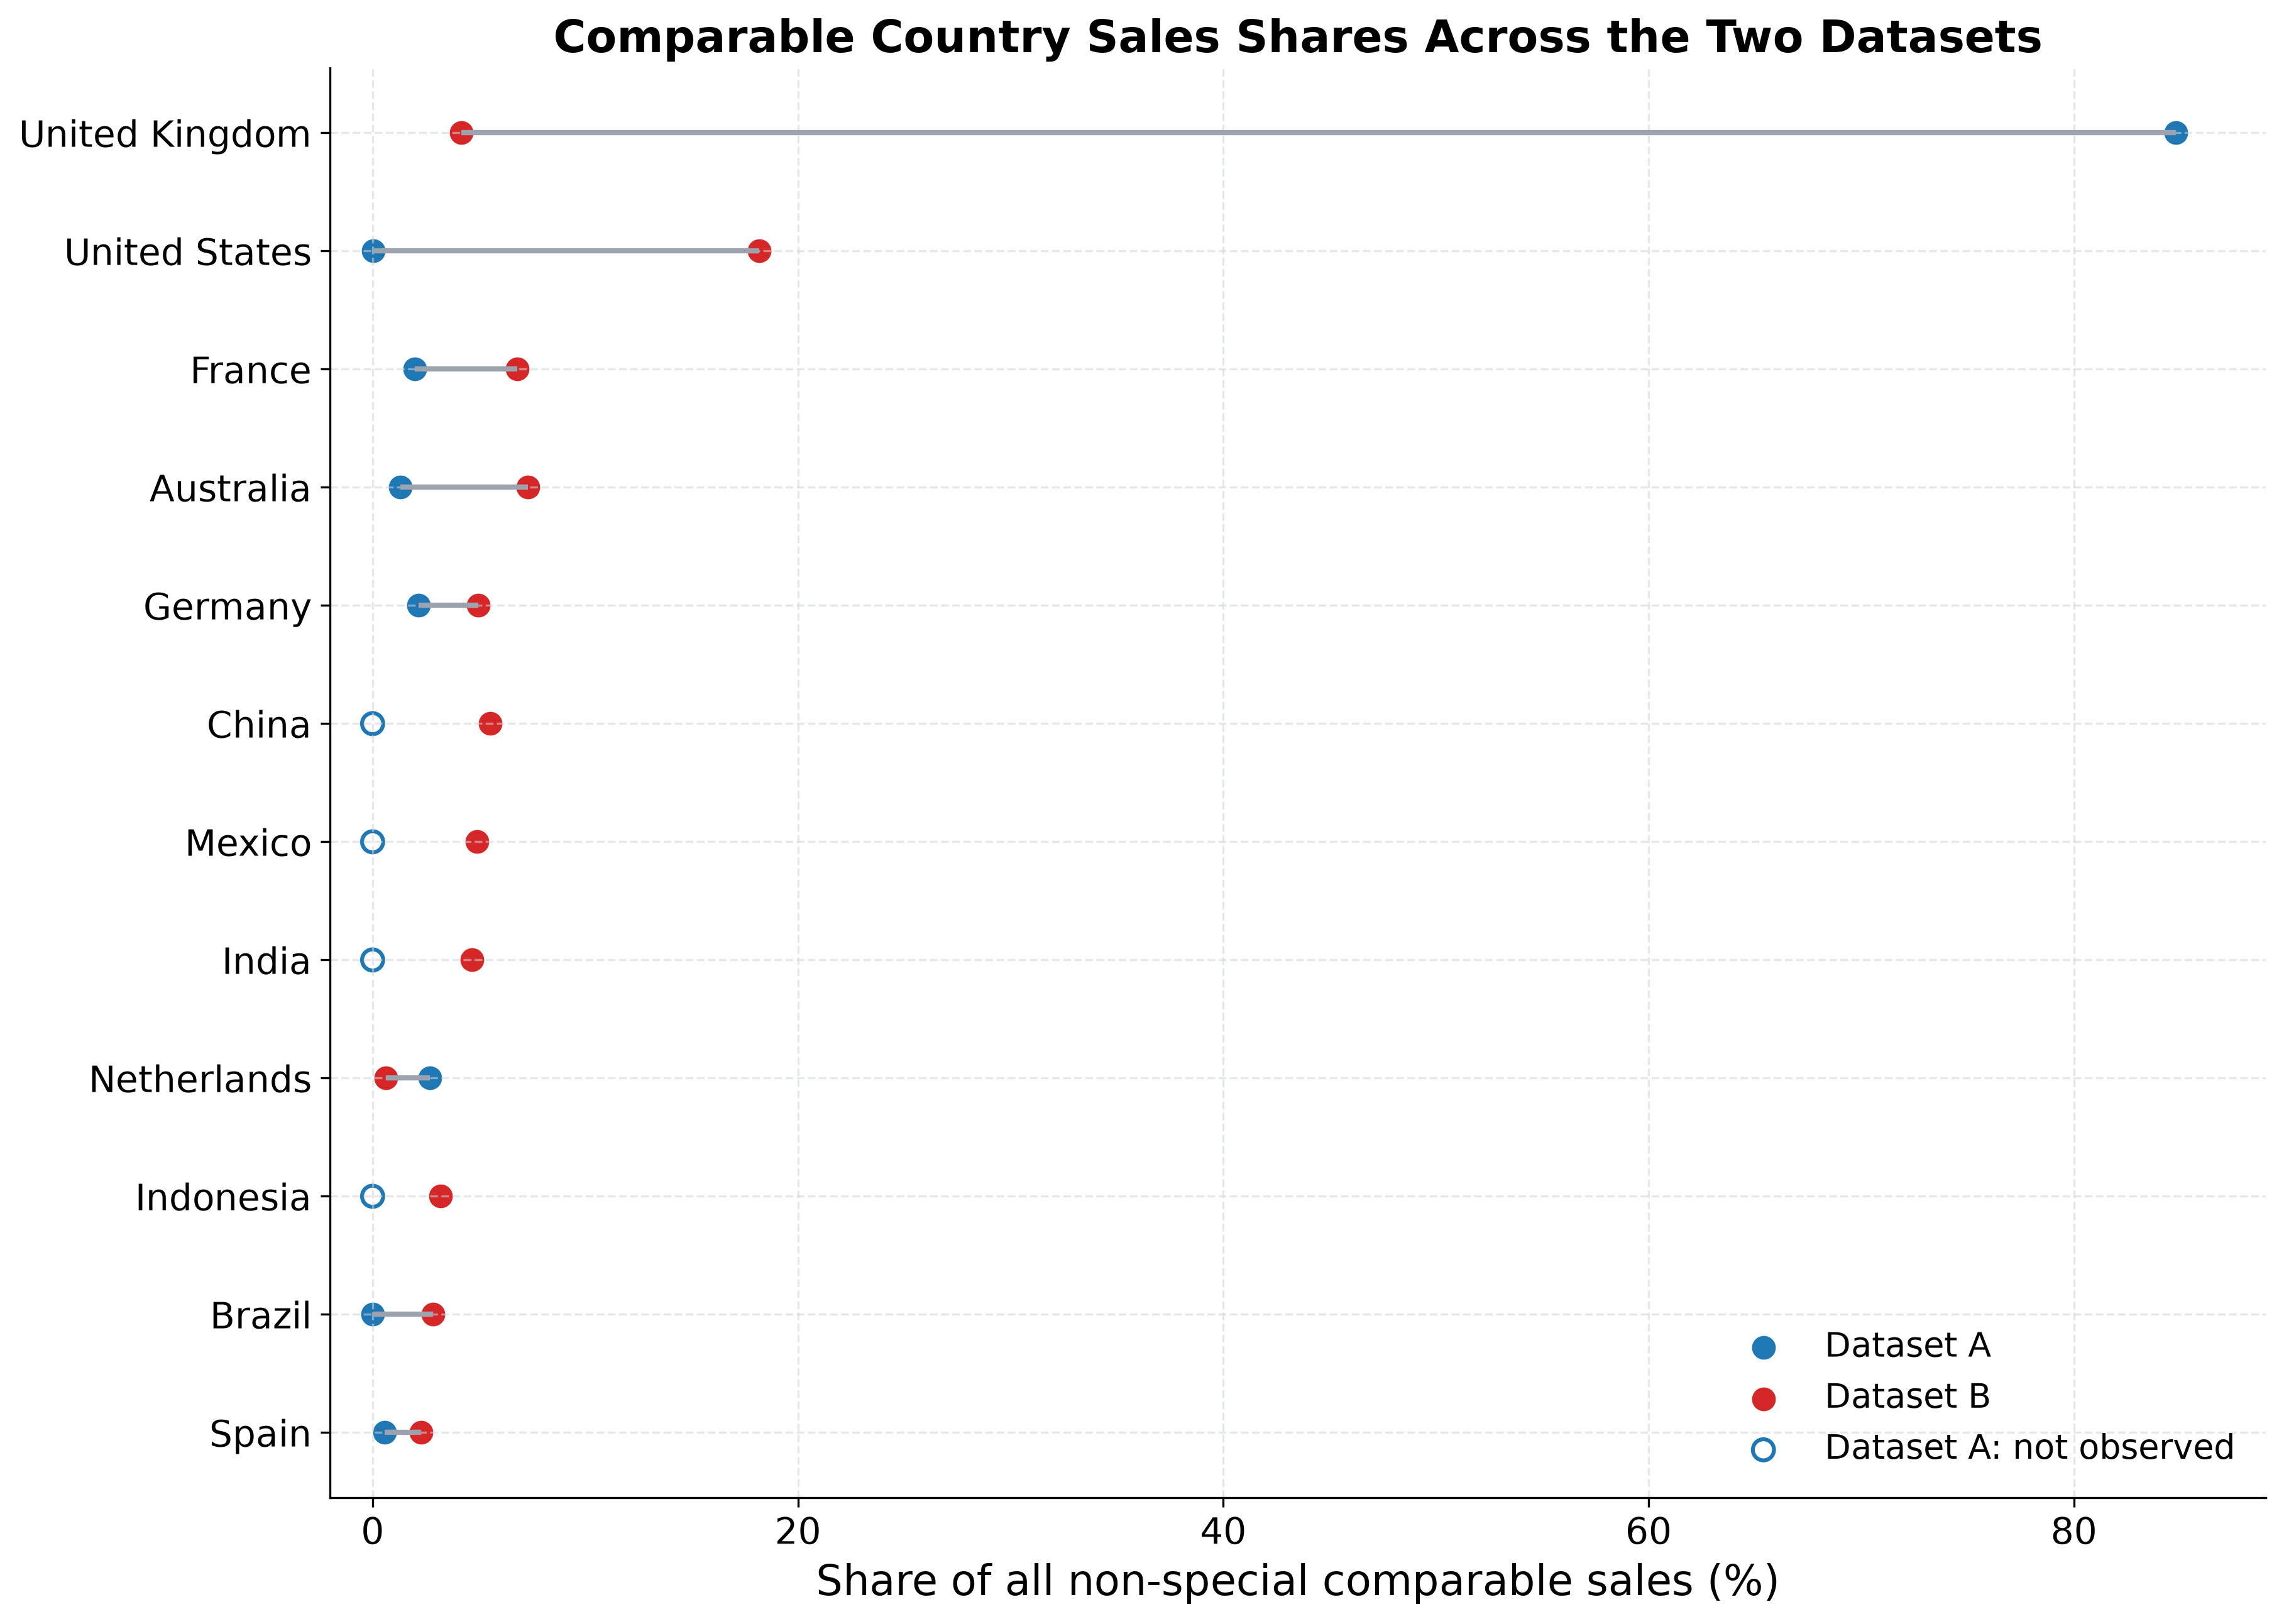 Comparable Country Sales Shares Across the Two Datasets
United Kingdom
United States
France
Australia
Germany
China
Mexico
India
Netherlands
Indonesia
Brazil
Spain
Dataset A
Dataset B
Dataset A: not observed
0 20 40 60 80
Share of all non-special comparable sales (%)